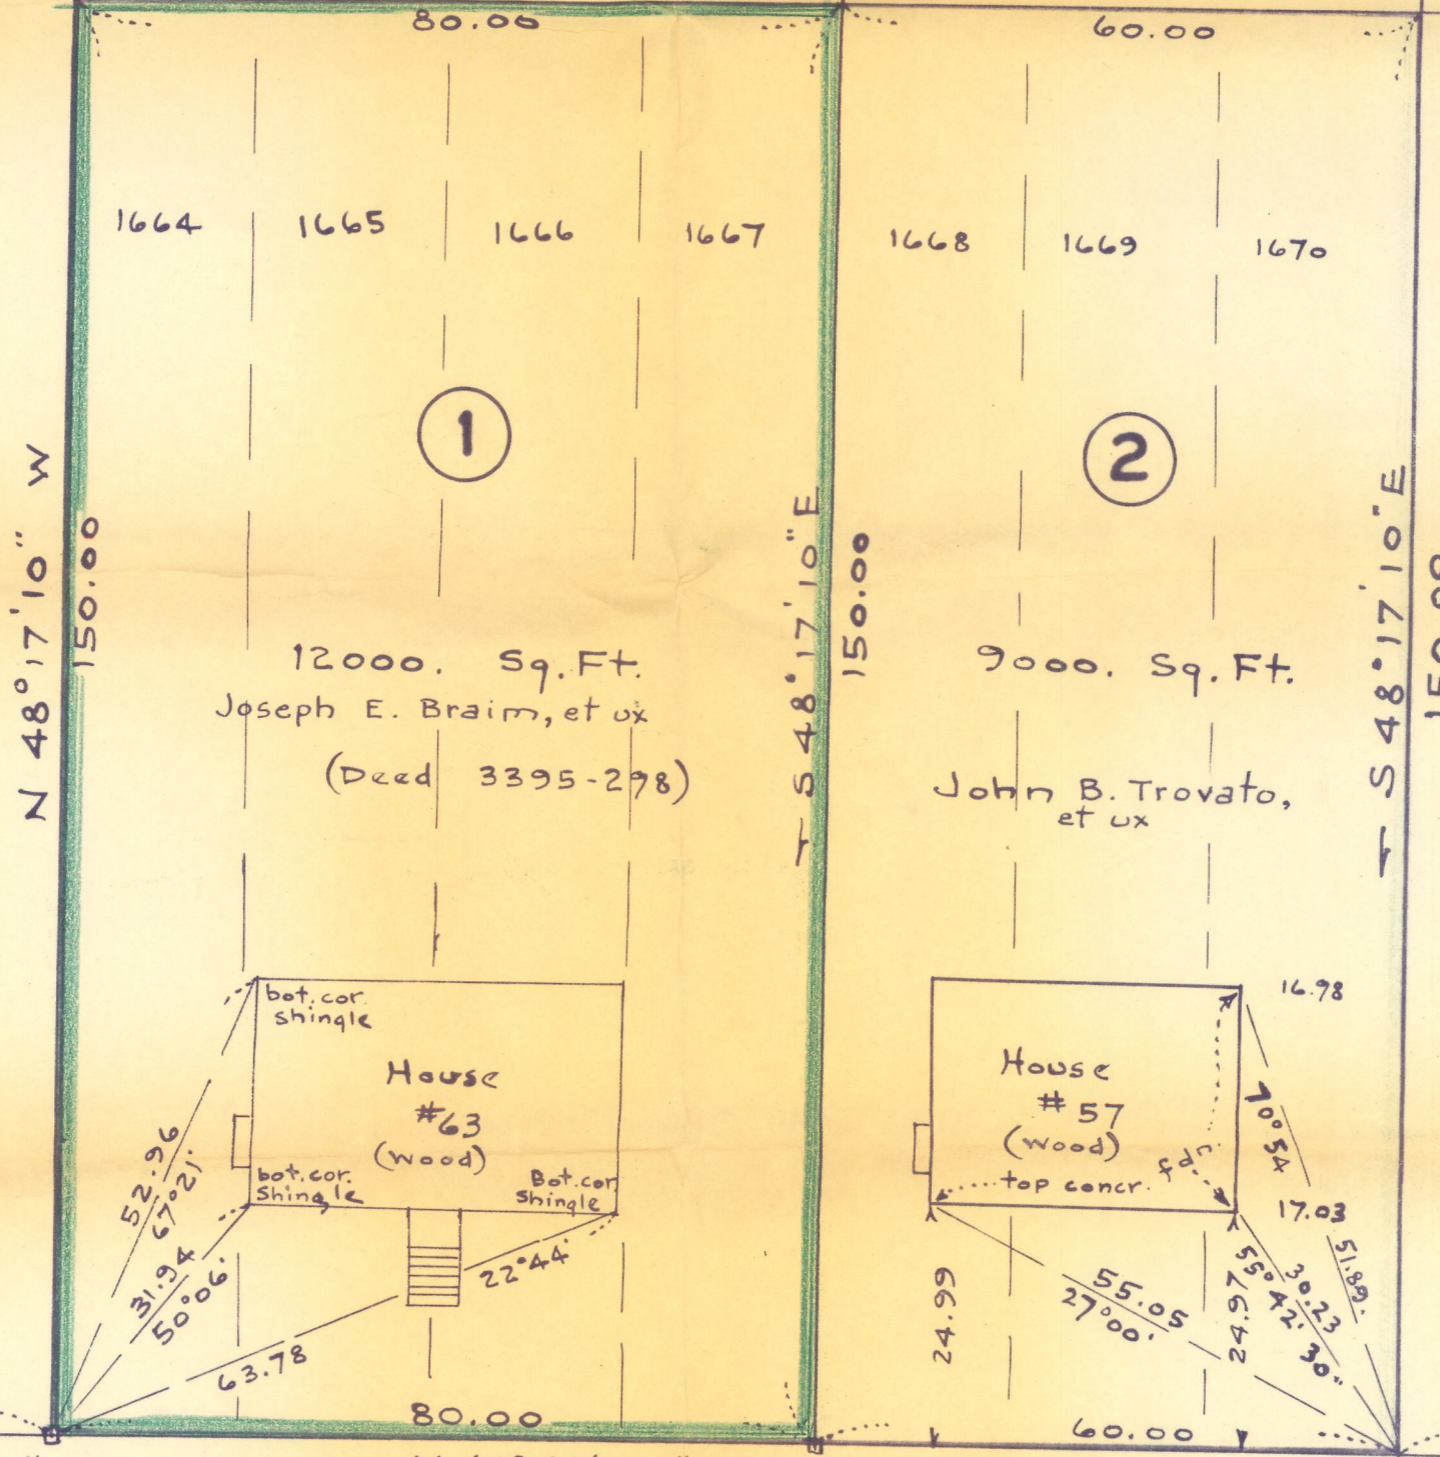 80.00
60.00
1664
1665
1666
1667
1668
1669
1670
1
2
N 48°17'10" W
150.00
S 48°17'10" E
150.00
S 48°17'10" E
12000. Sq. Ft.
Joseph E. Braim, et ux
(Deed 3395-298)
9000. Sq. Ft.
John B. Trovato,
et ux
bot. cor.
shingle
House
#63
(wood)
bot. cor.
shingle
Bot. cor
shingle
52.96
67°21'
31.94
50°06'
22°44'
63.78
80.00
House
# 57
(wood)
top concr.
fd.
16.98
70°54
17.03
51.89
30.23
55°42'30"
55.05
27°00'
24.99
24.97
60.00